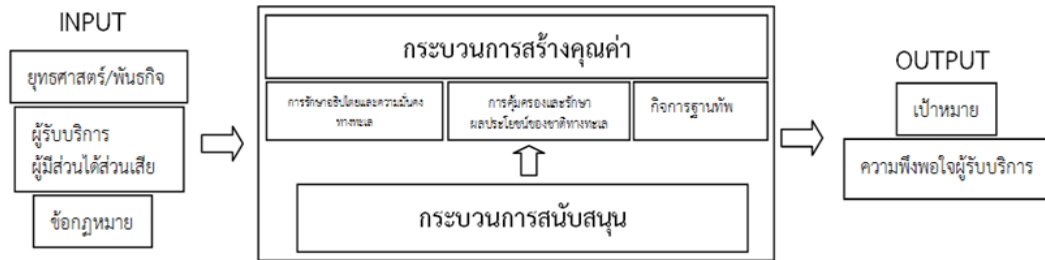 INPUT
ยุทธศาสตร์/พันธกิจ
ผู้รับบริการ
ผู้มีส่วนได้ส่วนเสีย
ข้อกฎหมาย
กระบวนการสร้างคุณค่า
การรักษาอธิปไตยและความมั่นคง
ทางทะเล
การคุ้มครองและรักษา
ผลประโยชน์ของชาติทางทะเล
กิจการฐานทัพ
กระบวนการสนับสนุน
OUTPUT
เป้าหมาย
ความพึงพอใจผู้รับบริการ